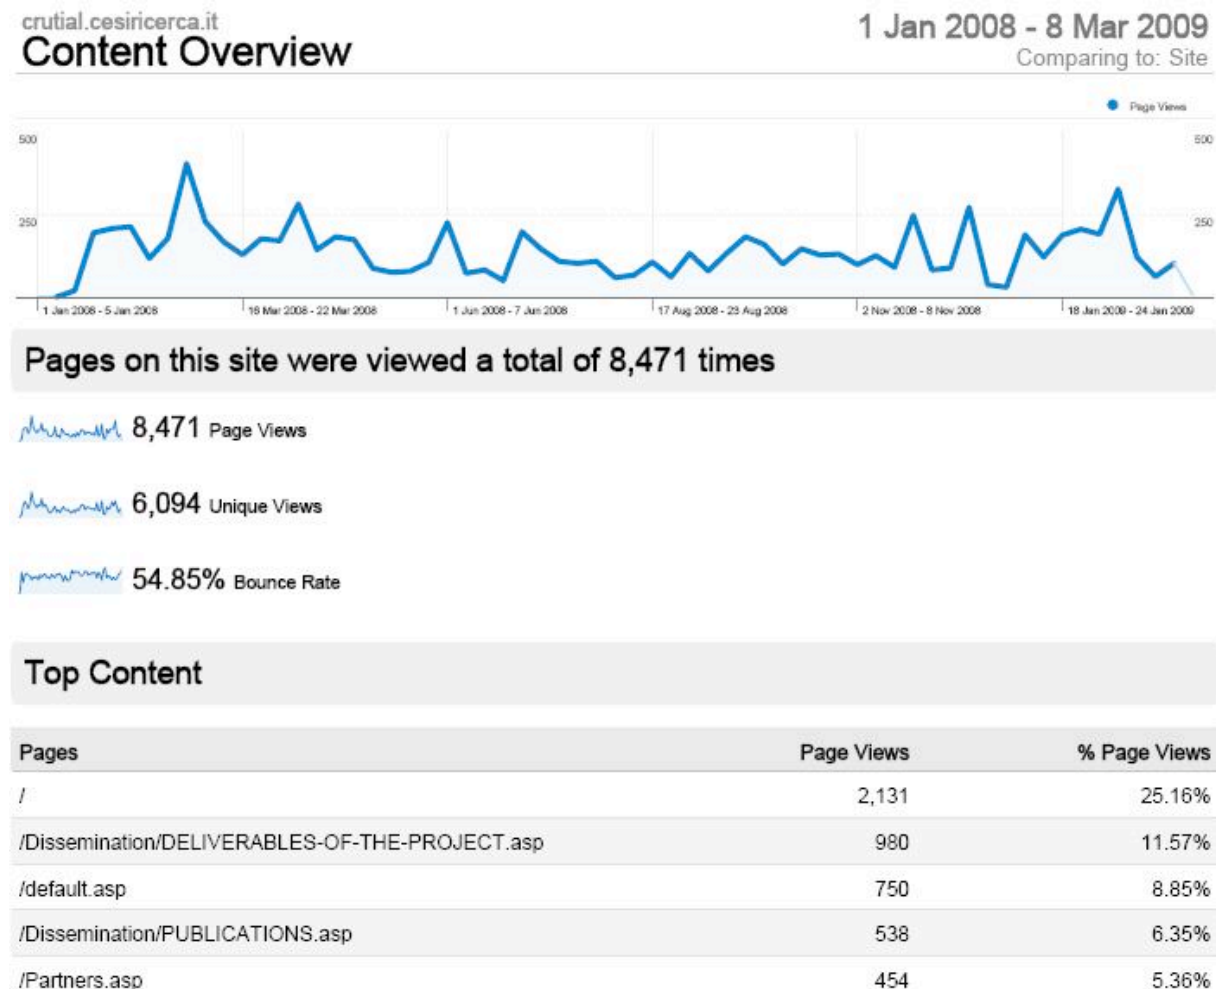 crutial.cesiricerca.it
Content Overview
1 Jan 2008 - 8 Mar 2009
Comparing to: Site
Page Views
500 500
250 250
1 Jan 2008 - 5 Jan 2008 16 Mar 2008 - 22 Mar 2008 1 Jun 2008 - 7 Jun 2008 17 Aug 2008 - 23 Aug 2008 2 Nov 2008 - 8 Nov 2008 18 Jan 2009 - 24 Jan 2009
Pages on this site were viewed a total of 8,471 times
8,471 Page Views
6,094 Unique Views
54.85% Bounce Rate
Top Content
Pages Page Views % Page Views
/ 2,131 25.16%
/Dissemination/DELIVERABLES-OF-THE-PROJECT.asp 980 11.57%
/default.asp 750 8.85%
/Dissemination/PUBLICATIONS.asp 538 6.35%
/Partners.asp 454 5.36%